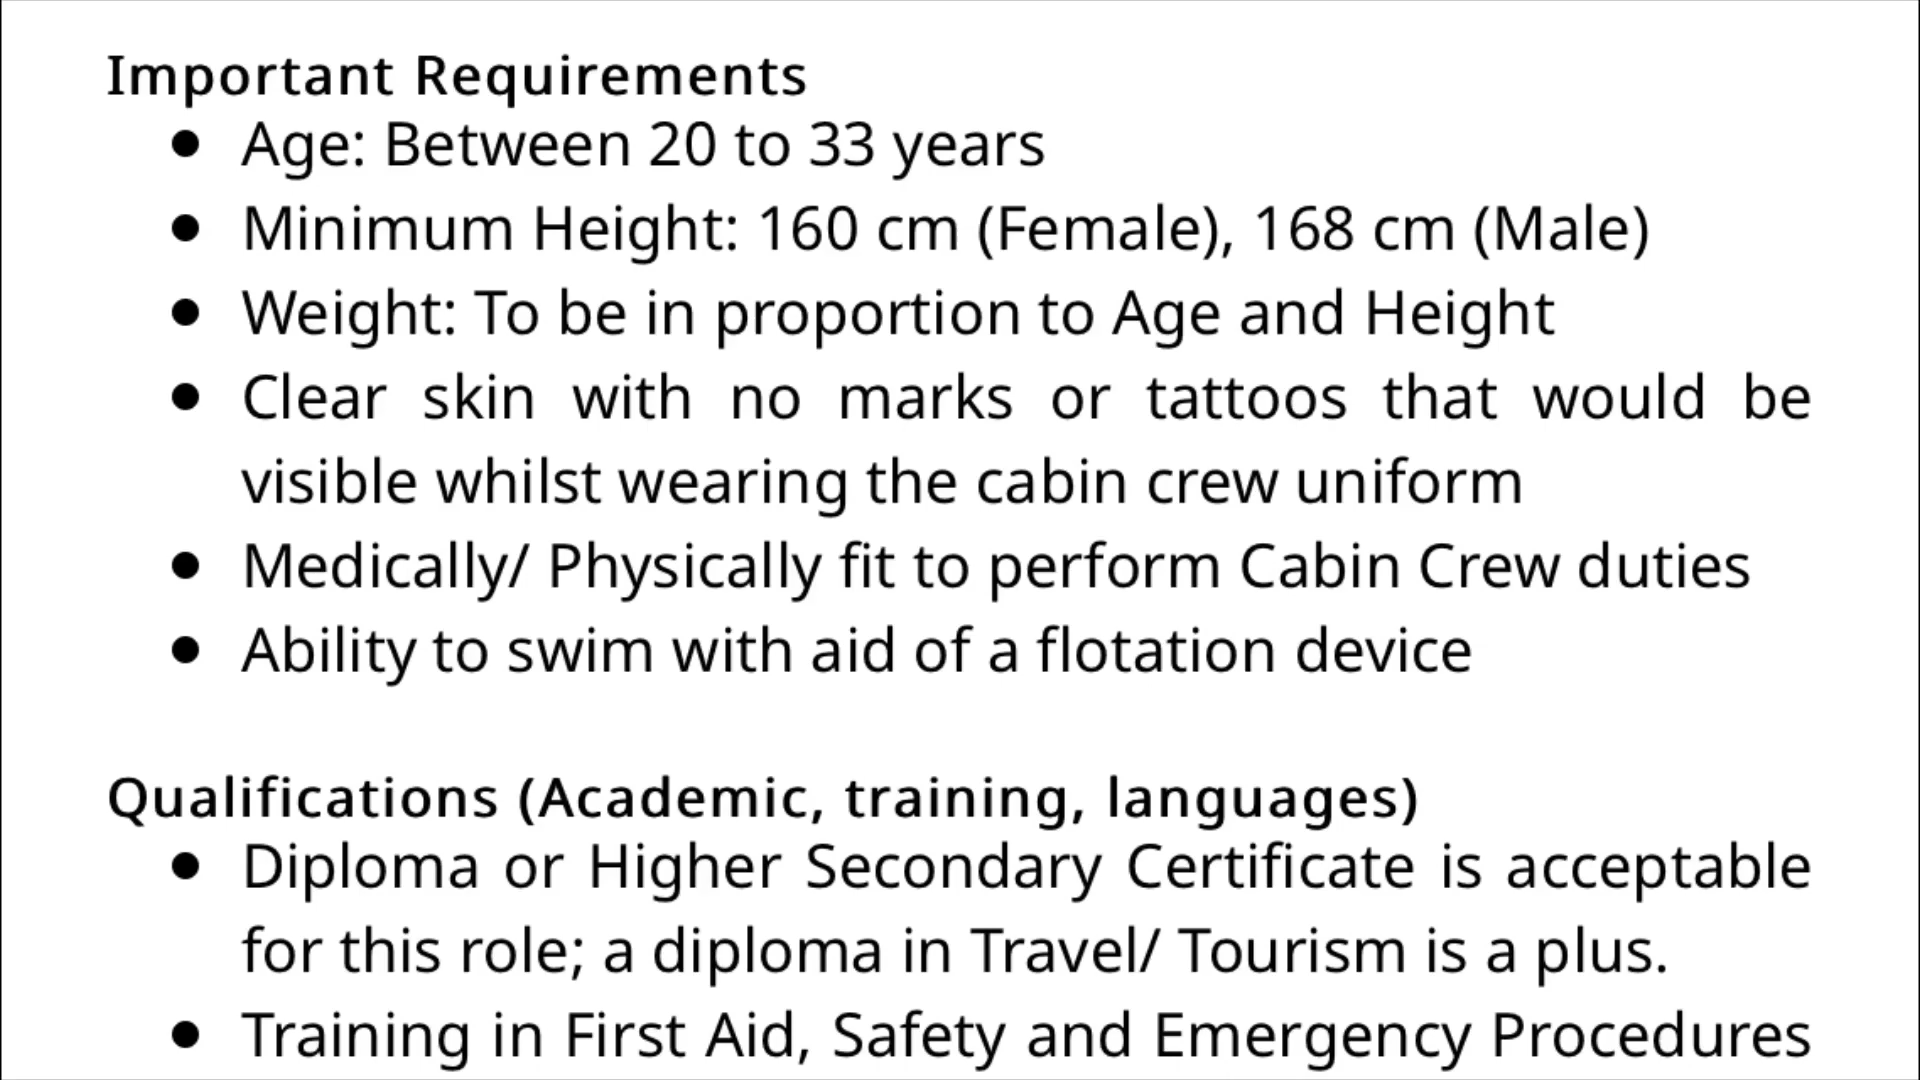 Important Requirements
● Age: Between 20 to 33 years
● Minimum Height: 160 cm (Female), 168 cm (Male)
● Weight: To be in proportion to Age and Height
● Clear skin with no marks or tattoos that would be
visible whilst wearing the cabin crew uniform
● Medically/ Physically fit to perform Cabin Crew duties
● Ability to swim with aid of a flotation device
Qualifications (Academic, training, languages)
● Diploma or Higher Secondary Certificate is acceptable
for this role; a diploma in Travel/ Tourism is a plus.
● Training in First Aid, Safety and Emergency Procedures